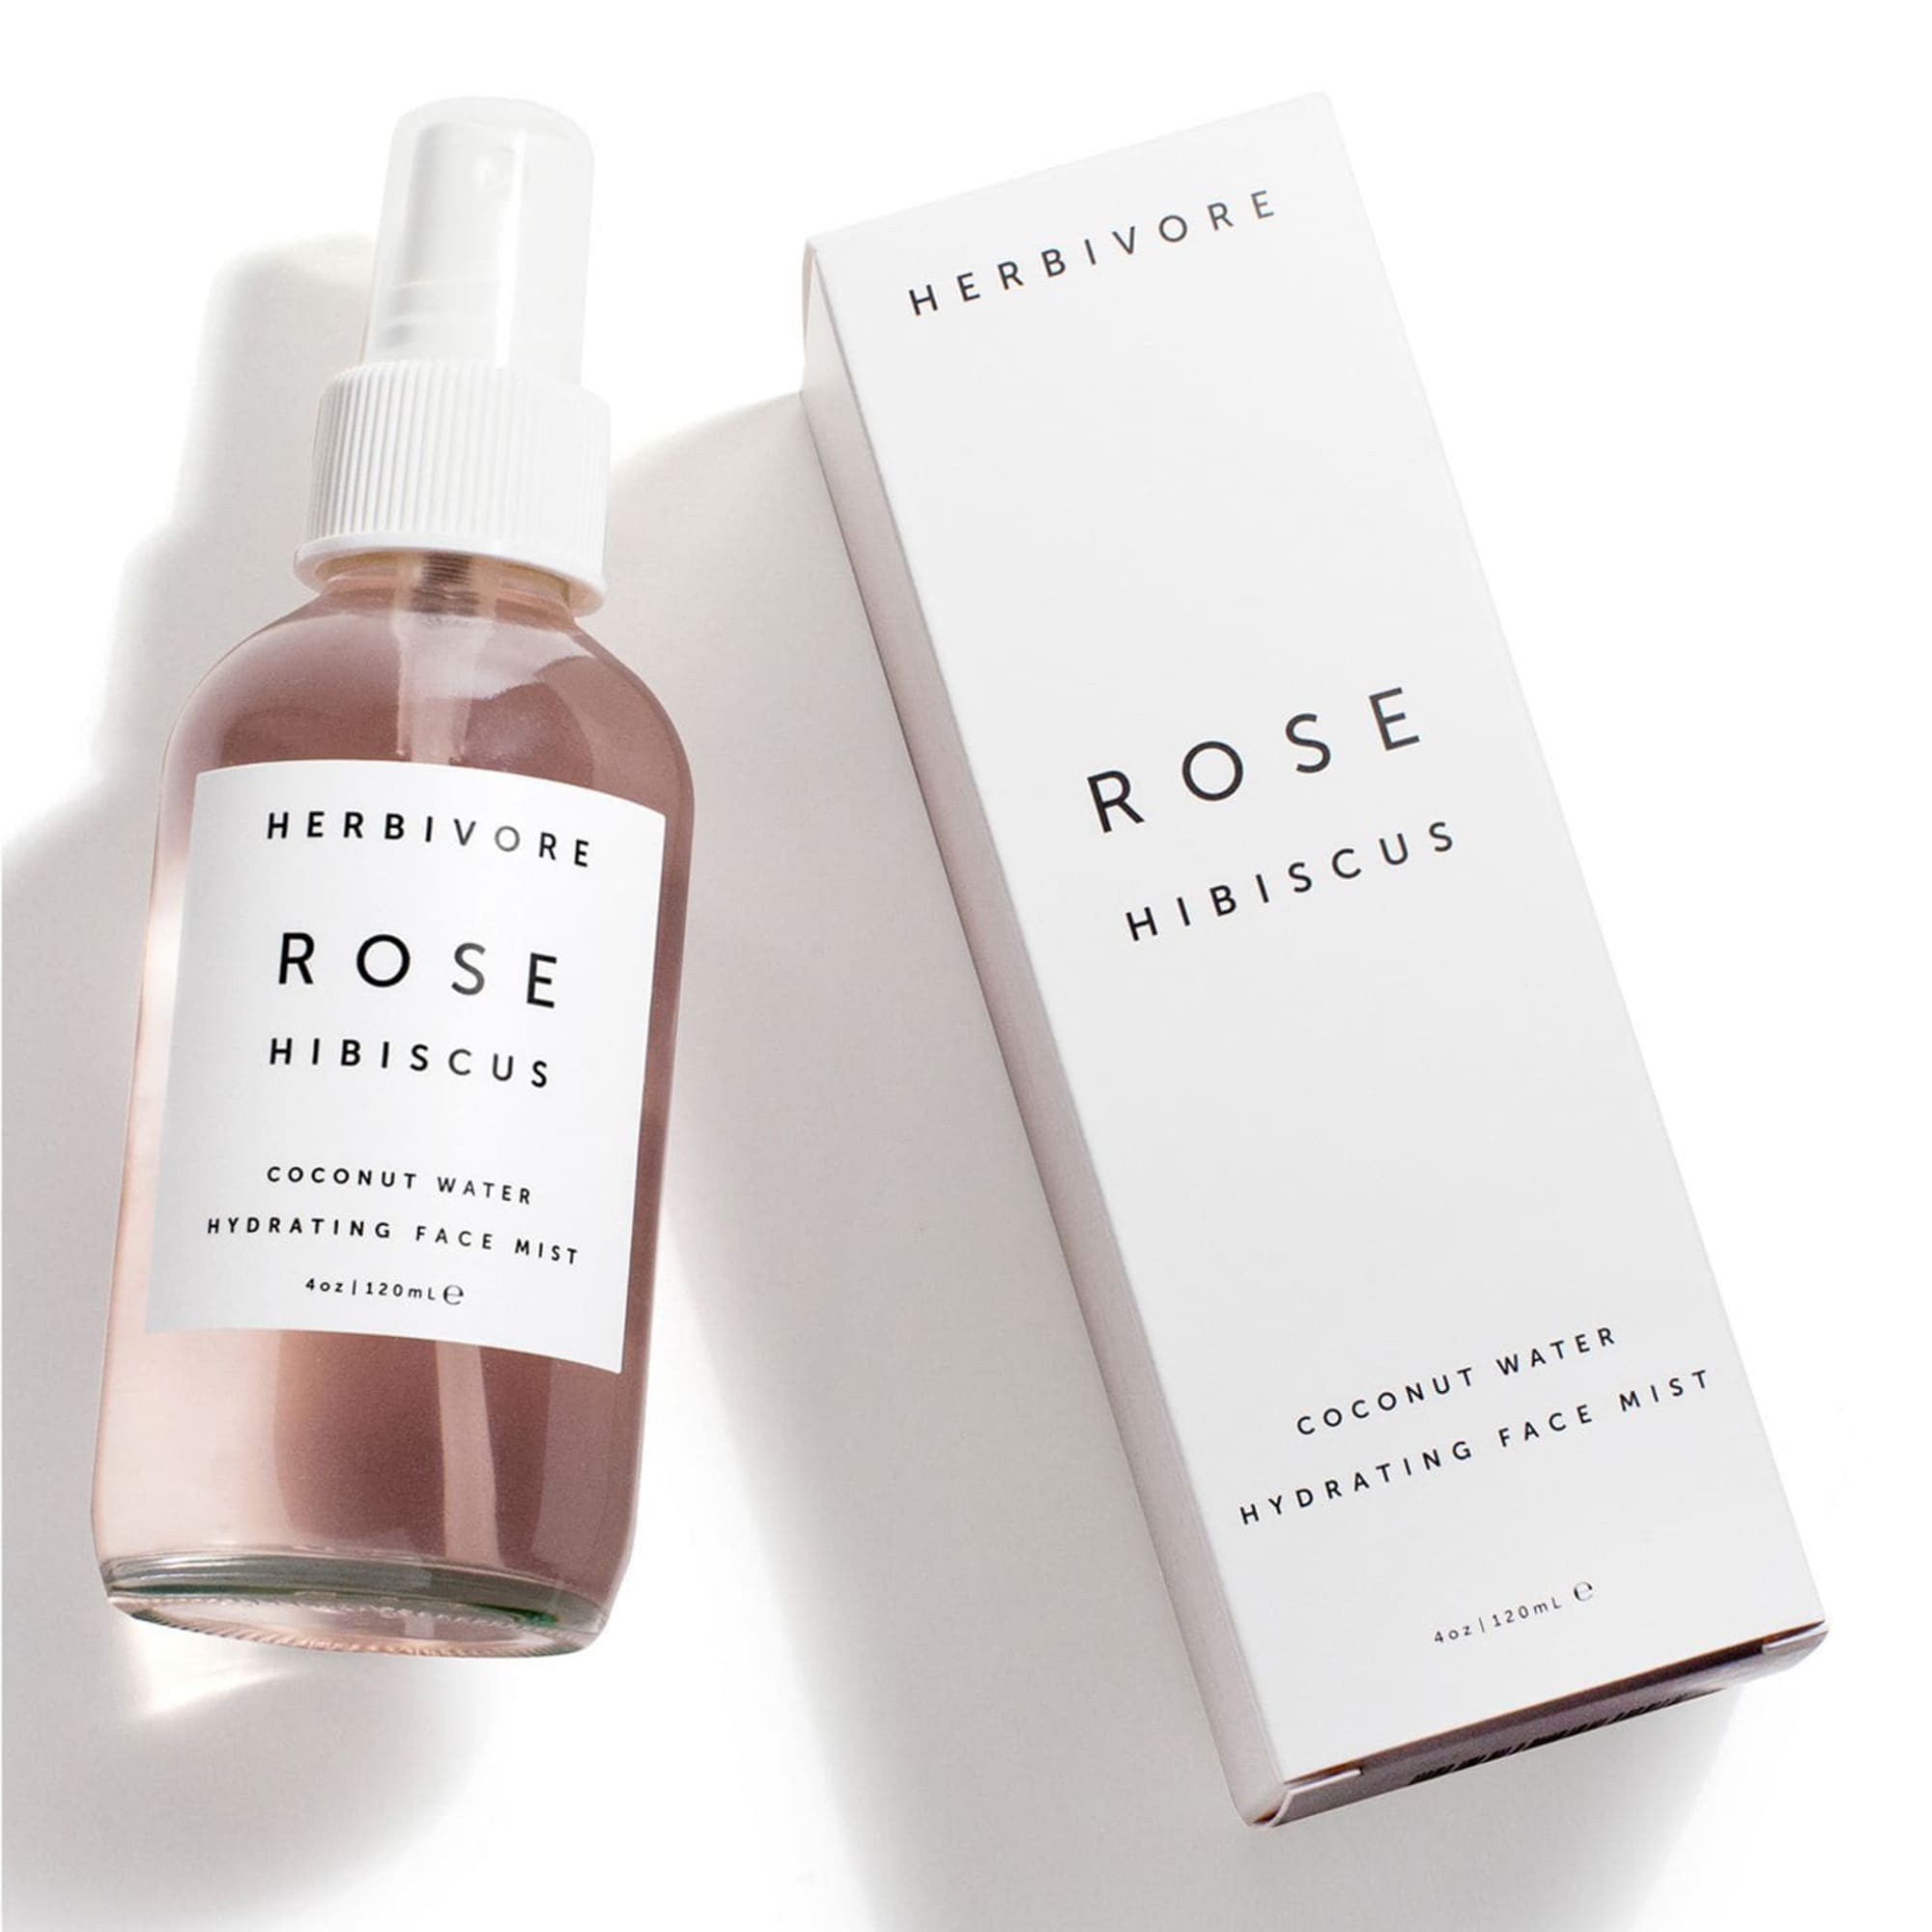 HERBIVORE
ROSE
HIBISCUS
COCONUT WATER
HYDRATING FACE MIST
4oz | 120mL ℮
HERBIVORE
ROSE
HIBISCUS
COCONUT WATER
HYDRATING FACE MIST
4oz | 120mL ℮